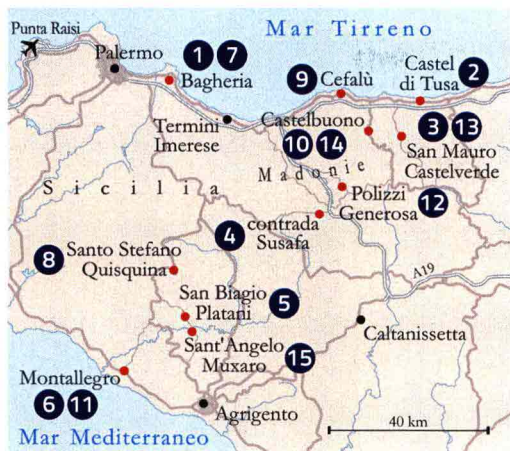 Punta Raisi
Mar Tirreno
Palermo
1 7
Bagheria
9 Cefalù
Castel
di Tusa
2
Termini
Imerese
Castelbuono
10 14
3 13
San Mauro
Castelverde
Madonie
Polizzi
Generosa
12
Sicilia
4
contrada
Susafa
8
Santo Stefano
Quisquina
A19
San Biagio
Platani
5
Sant'Angelo
Muxaro
15
Caltanissetta
Montallegro
6 11
Agrigento
40 km
Mar Mediterraneo